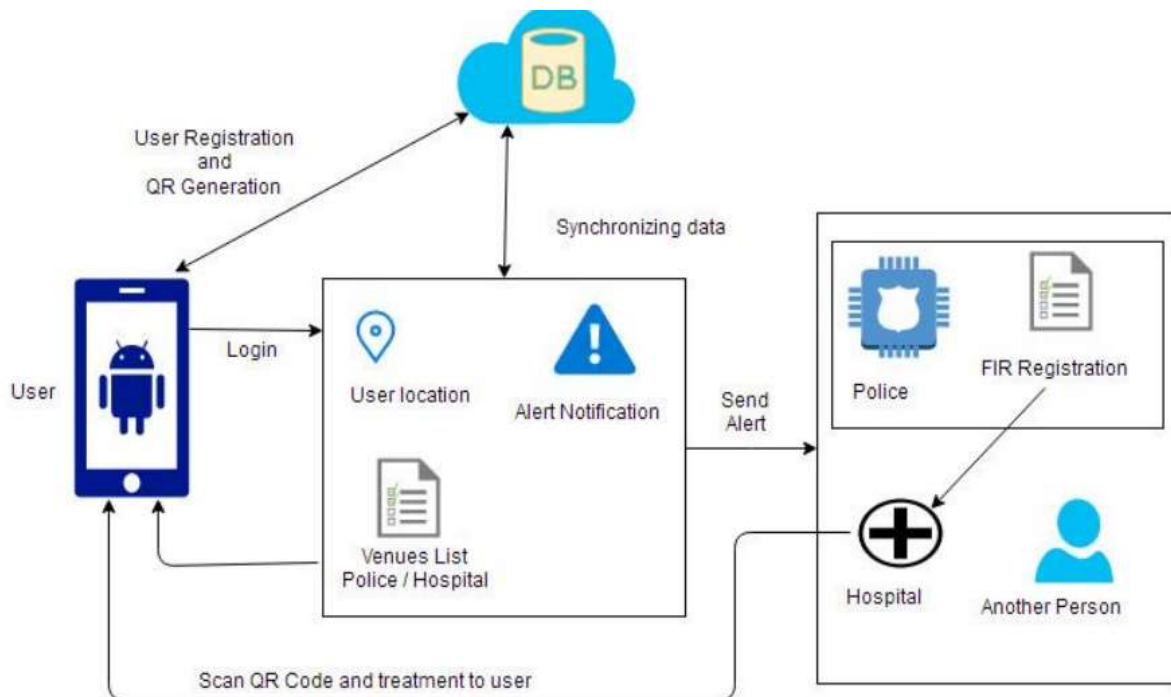 DB
User Registration
and
QR Generation
Synchronizing data
User
Login
User location
Alert Notification
Venues List
Police / Hospital
Send
Alert
Police
FIR Registration
Hospital
Another Person
Scan QR Code and treatment to user